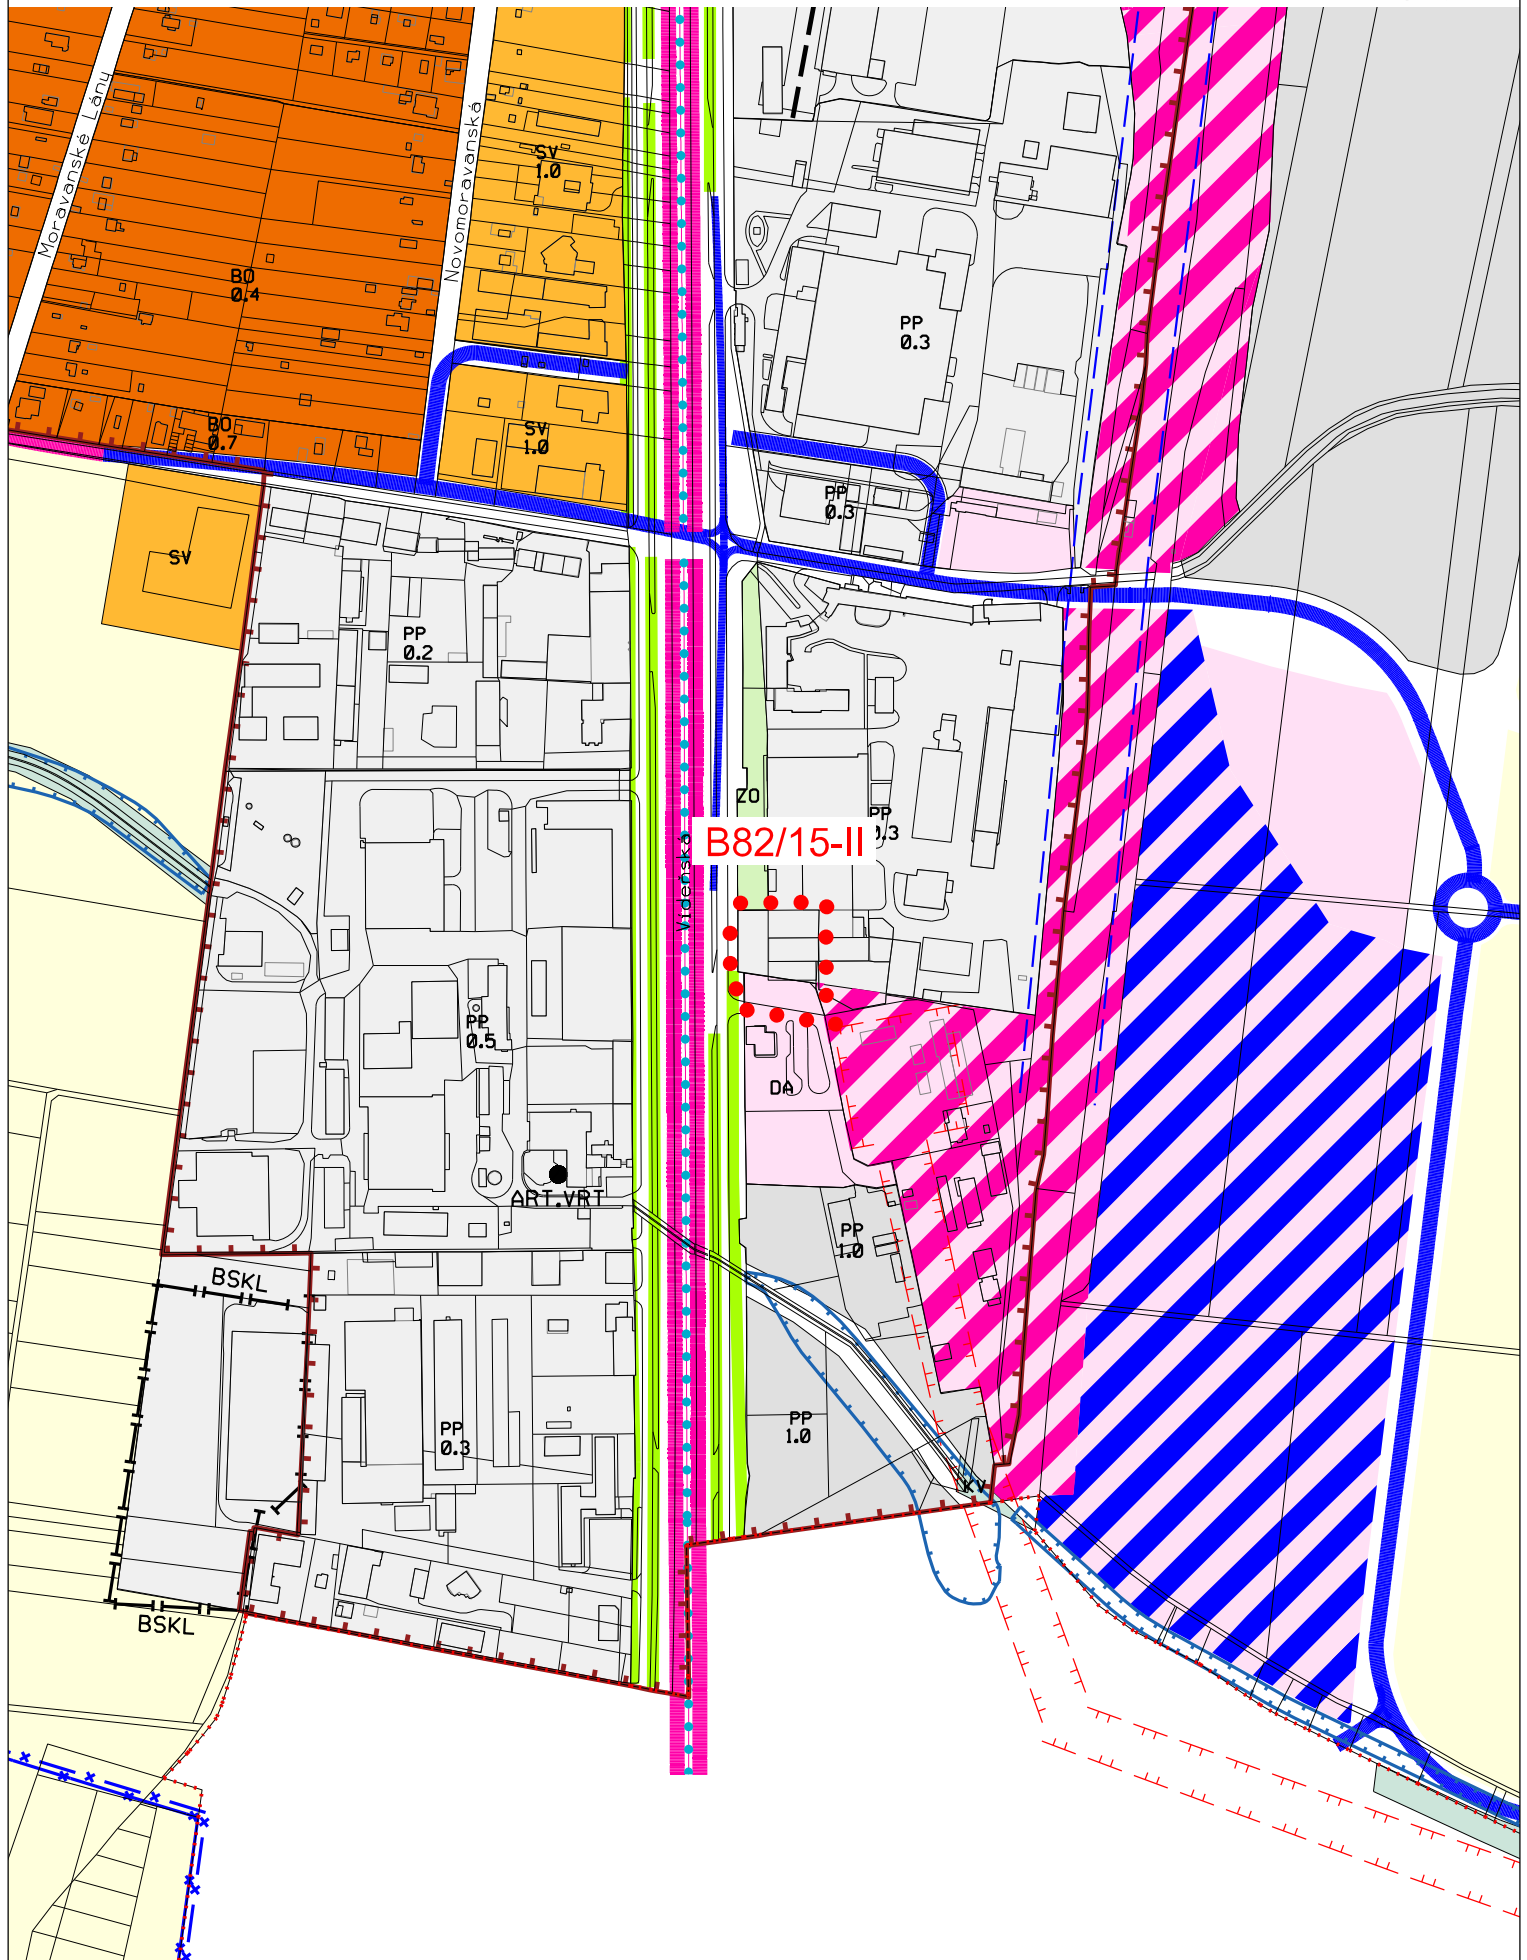 Moravanské Lány
Novomoravanská
SV
1.0
BO
0.4
PP
0.3
BO
0.7
SV
1.0
PP
0.3
SV
PP
0.2
ZO
PP
0.3
B82/15-II
Vídeňská
PP
0.5
DA
ART.VRT
PP
1.0
BSKL
PP
0.3
PP
1.0
KV
BSKL